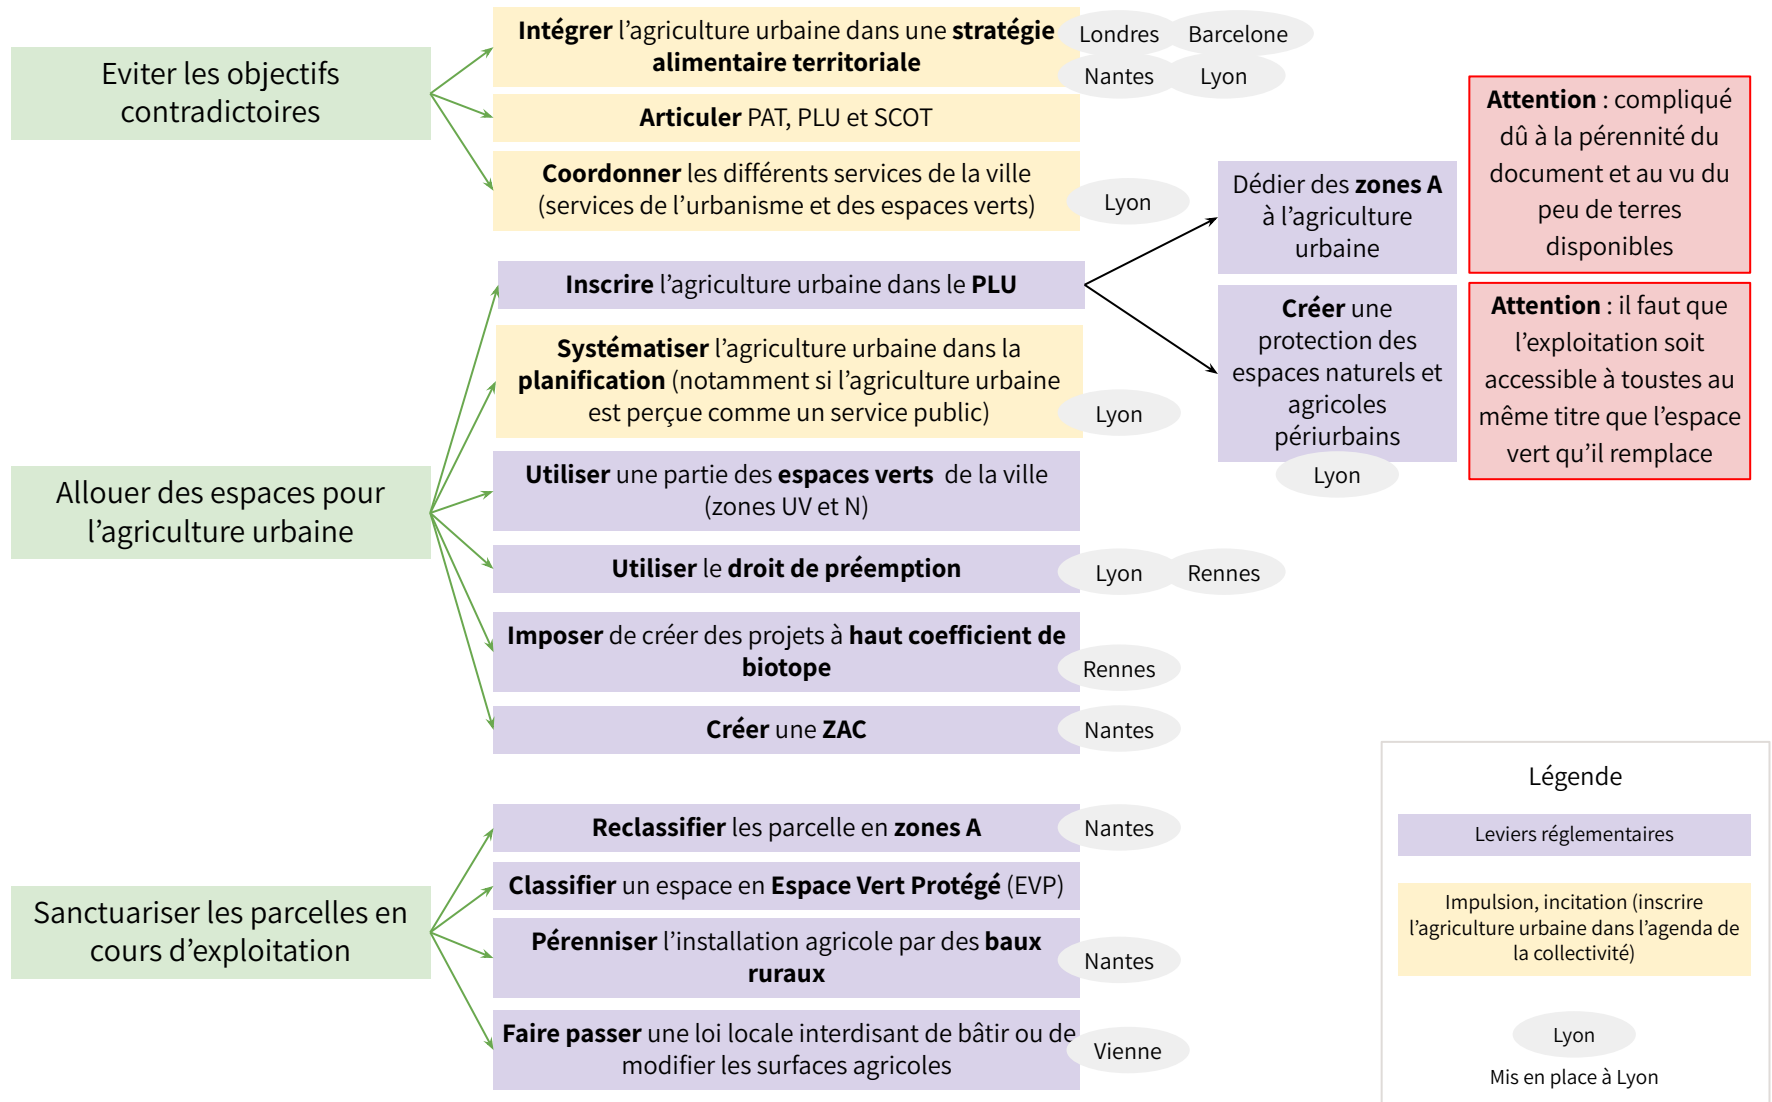 Eviter les objectifs
contradictoires
Intégrer l'agriculture urbaine dans une stratégie
alimentaire territoriale
Londres
Barcelone
Nantes
Lyon
Articuler PAT, PLU et SCOT
Coordonner les différents services de la ville
(services de l'urbanisme et des espaces verts)
Lyon
Allouer des espaces pour
l'agriculture urbaine
Inscrire l'agriculture urbaine dans le PLU
Dédier des zones A
à l'agriculture
urbaine
Attention : compliqué
dû à la pérennité du
document et au vu du
peu de terres
disponibles
Créer une
protection des
espaces naturels et
agricoles
périurbains
Lyon
Attention : il faut que
l'exploitation soit
accessible à toustes au
même titre que l'espace
vert qu'il remplace
Systématiser l'agriculture urbaine dans la
planification (notamment si l'agriculture urbaine
est perçue comme un service public)
Lyon
Utiliser une partie des espaces verts de la ville
(zones UV et N)
Utiliser le droit de préemption
Lyon
Rennes
Imposer de créer des projets à haut coefficient de
biotope
Rennes
Créer une ZAC
Nantes
Sanctuariser les parcelles en
cours d'exploitation
Reclassifier les parcelle en zones A
Nantes
Classifier un espace en Espace Vert Protégé (EVP)
Pérenniser l'installation agricole par des baux
ruraux
Nantes
Faire passer une loi locale interdisant de bâtir ou de
modifier les surfaces agricoles
Vienne
Légende
Leviers réglementaires
Impulsion, incitation (inscrire
l'agriculture urbaine dans l'agenda de
la collectivité)
Lyon
Mis en place à Lyon